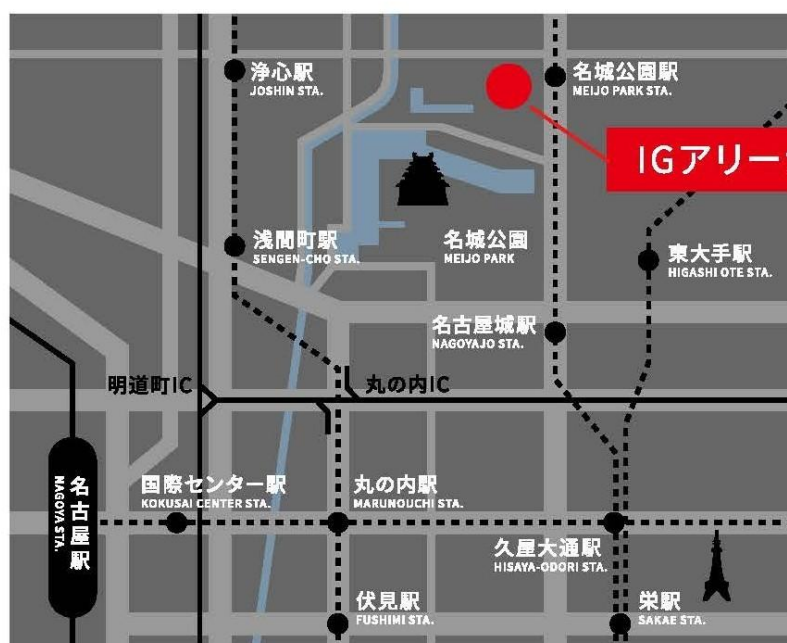 浄心駅
JOSHIN STA.
名城公園駅
MEIJO PARK STA.
IGアリー
浅間町駅
SENGEN-CHO STA.
名城公園
MEIJO PARK
東大手駅
HIGASHI OTE STA.
名古屋城駅
NAGOYAJO STA.
明道町IC
丸の内IC
名古屋駅
NAGOYA STA.
国際センター駅
KOKUSAI CENTER STA.
丸の内駅
MARUNOUCHI STA.
久屋大通駅
HISAYA-ODORI STA.
伏見駅
FUSHIMI STA.
栄駅
SAKAE STA.